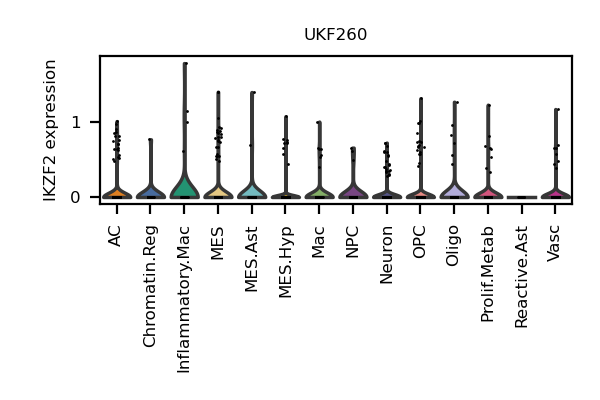 UKF260
IKZF2 expression
1
0
AC
Chromatin.Reg
Inflammatory.Mac
MES
MES.Ast
MES.Hyp
Mac
NPC
Neuron
OPC
Oligo
Prolif.Metab
Reactive.Ast
Vasc